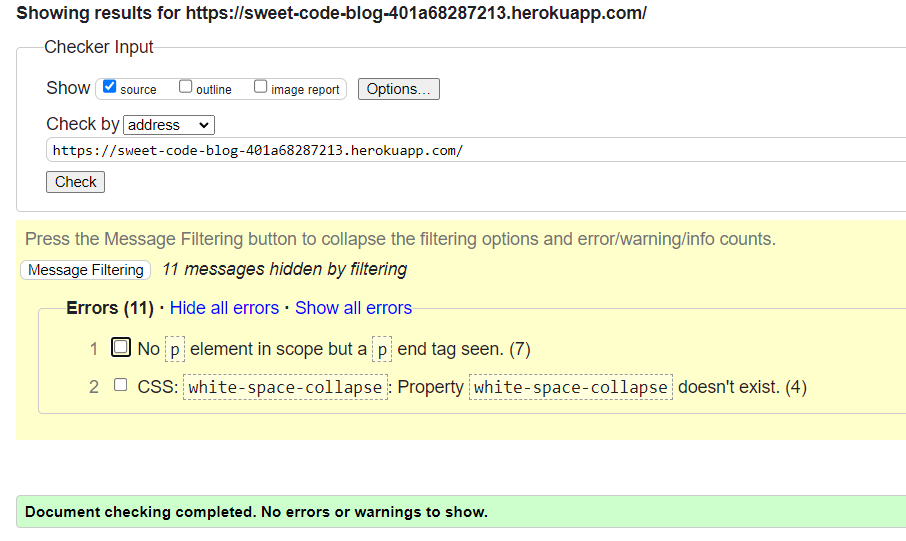 Showing results for https://sweet-code-blog-401a68287213.herokuapp.com/
Checker Input
Show source outline image report Options...
Check by address
https://sweet-code-blog-401a68287213.herokuapp.com/
Check
Press the Message Filtering button to collapse the filtering options and error/warning/info counts.
Message Filtering 11 messages hidden by filtering
Errors (11) · Hide all errors · Show all errors
1 No p element in scope but a p end tag seen. (7)
2 CSS: white-space-collapse: Property white-space-collapse doesn't exist. (4)
Document checking completed. No errors or warnings to show.